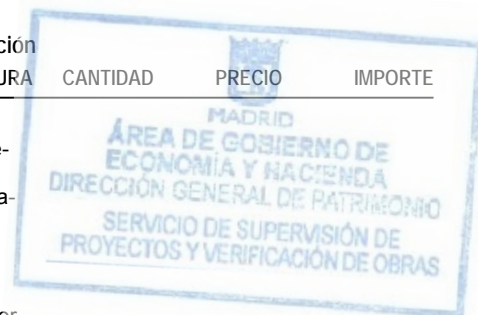 ción
URA CANTIDAD PRECIO IMPORTE
MADRID
e-
ÁREA DE GOBIERNO DE
ECONOMÍA Y HACIENDA
a-
DIRECCIÓN GENERAL DE PATRIMONIO
SERVICIO DE SUPERVISIÓN DE
PROYECTOS Y VERIFICACIÓN DE OBRAS
er